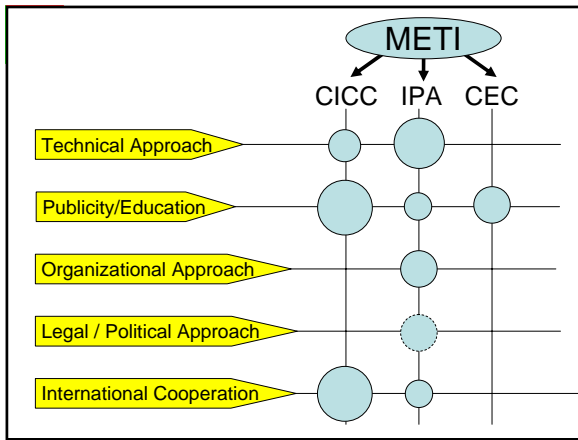 METI
CICC IPA CEC
Technical Approach
Publicity/Education
Organizational Approach
Legal / Political Approach
International Cooperation